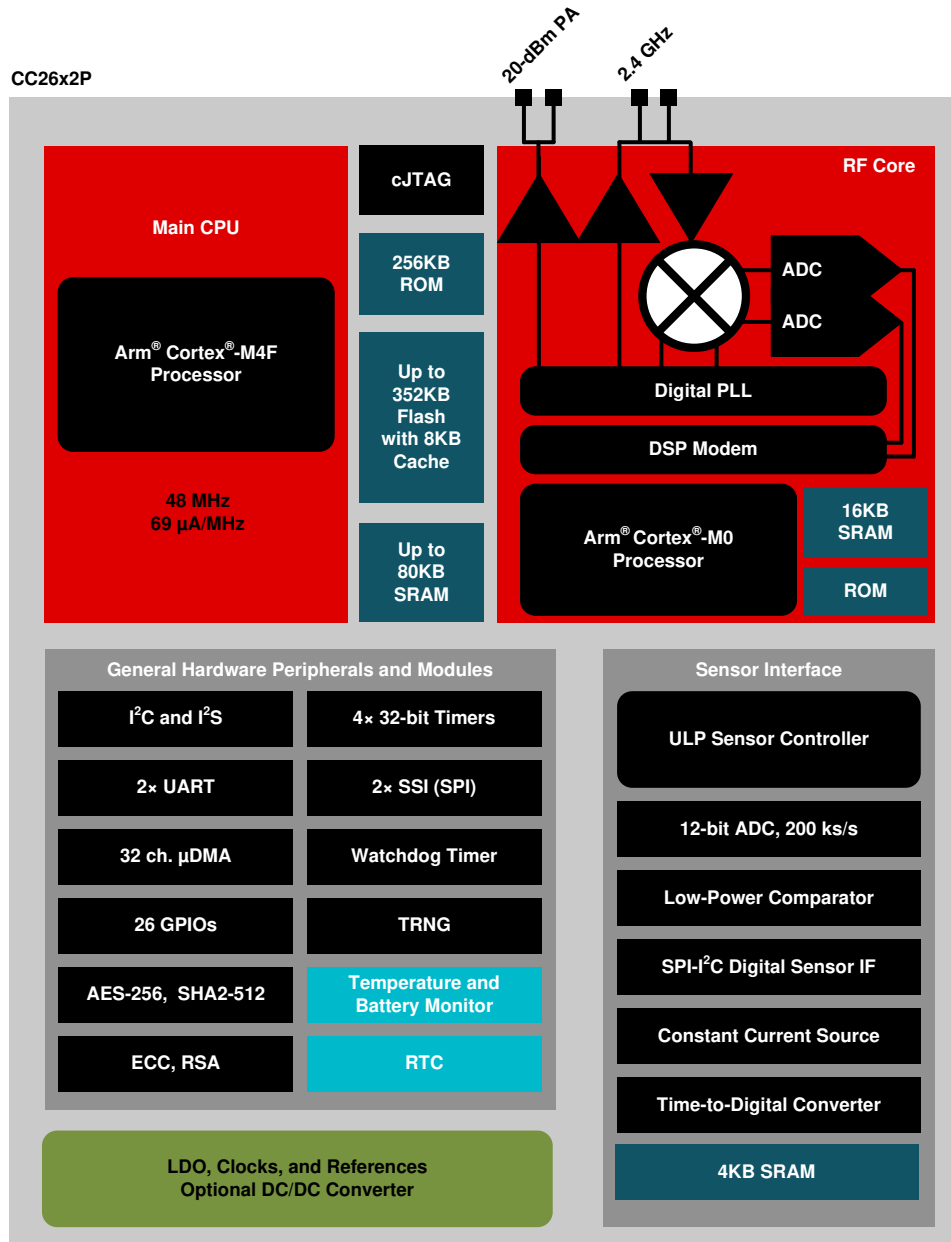 20-dBm PA
2.4 GHz
CC26x2P
Main CPU
Arm® Cortex®-M4F
Processor
48 MHz
69 µA/MHz
cJTAG
256KB
ROM
Up to
352KB
Flash
with 8KB
Cache
Up to
80KB
SRAM
RF Core
ADC
ADC
Digital PLL
DSP Modem
Arm® Cortex®-M0
Processor
16KB
SRAM
ROM
General Hardware Peripherals and Modules
I²C and I²S
4× 32-bit Timers
2× UART
2× SSI (SPI)
32 ch. µDMA
Watchdog Timer
26 GPIOs
TRNG
AES-256, SHA2-512
Temperature and
Battery Monitor
ECC, RSA
RTC
LDO, Clocks, and References
Optional DC/DC Converter
Sensor Interface
ULP Sensor Controller
12-bit ADC, 200 ks/s
Low-Power Comparator
SPI-I²C Digital Sensor IF
Constant Current Source
Time-to-Digital Converter
4KB SRAM